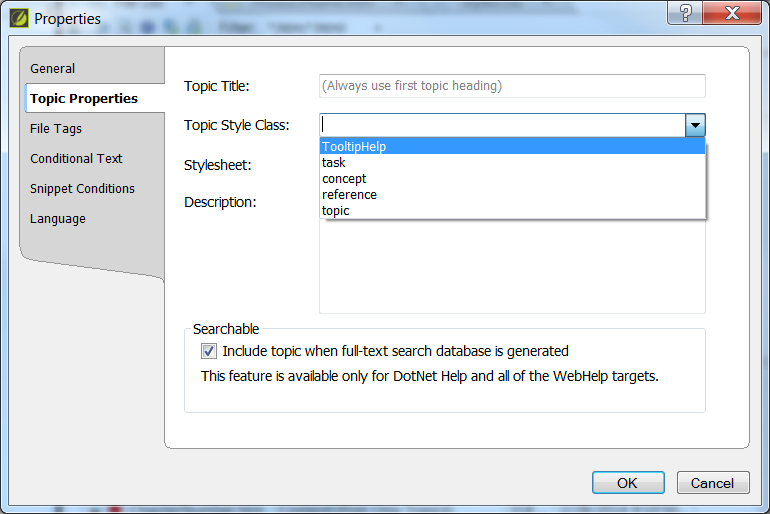 Properties
?
General
Topic Properties
File Tags
Conditional Text
Snippet Conditions
Language
Topic Title: (Always use first topic heading)
Topic Style Class:
TooltipHelp
task
concept
reference
topic
Stylesheet:
Description:
Searchable
Include topic when full-text search database is generated
This feature is available only for DotNet Help and all of the WebHelp targets.
OK Cancel